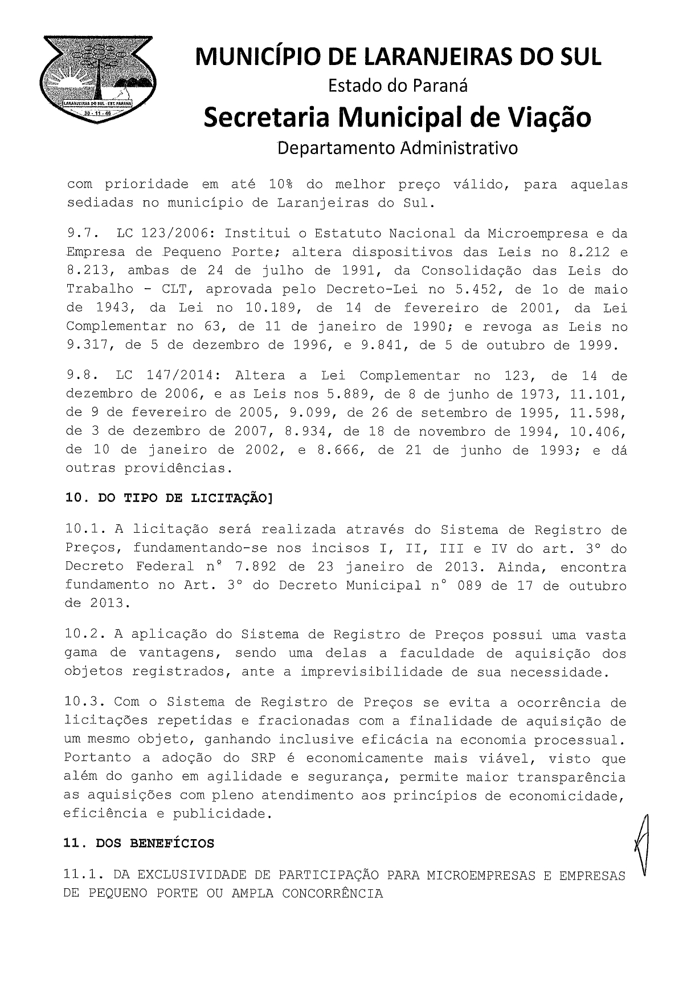 LARANJEIRAS DO SUL - EST. PARANÁ
30 - 11 - 46
MUNICÍPIO DE LARANJEIRAS DO SUL
Estado do Paraná
Secretaria Municipal de Viação
Departamento Administrativo
com prioridade em até 10% do melhor preço válido, para aquelas
sediadas no município de Laranjeiras do Sul.
9.7. LC 123/2006: Institui o Estatuto Nacional da Microempresa e da
Empresa de Pequeno Porte; altera dispositivos das Leis no 8.212 e
8.213, ambas de 24 de julho de 1991, da Consolidação das Leis do
Trabalho - CLT, aprovada pelo Decreto-Lei no 5.452, de 1o de maio
de 1943, da Lei no 10.189, de 14 de fevereiro de 2001, da Lei
Complementar no 63, de 11 de janeiro de 1990; e revoga as Leis no
9.317, de 5 de dezembro de 1996, e 9.841, de 5 de outubro de 1999.
9.8. LC 147/2014: Altera a Lei Complementar no 123, de 14 de
dezembro de 2006, e as Leis nos 5.889, de 8 de junho de 1973, 11.101,
de 9 de fevereiro de 2005, 9.099, de 26 de setembro de 1995, 11.598,
de 3 de dezembro de 2007, 8.934, de 18 de novembro de 1994, 10.406,
de 10 de janeiro de 2002, e 8.666, de 21 de junho de 1993; e dá
outras providências.
10. DO TIPO DE LICITAÇÃO]
10.1. A licitação será realizada através do Sistema de Registro de
Preços, fundamentando-se nos incisos I, II, III e IV do art. 3° do
Decreto Federal nº 7.892 de 23 janeiro de 2013. Ainda, encontra
fundamento no Art. 3° do Decreto Municipal n° 089 de 17 de outubro
de 2013.
10.2. A aplicação do Sistema de Registro de Preços possui uma vasta
gama de vantagens, sendo uma delas a faculdade de aquisição dos
objetos registrados, ante a imprevisibilidade de sua necessidade.
10.3. Com o Sistema de Registro de Preços se evita a ocorrência de
licitações repetidas e fracionadas com a finalidade de aquisição de
um mesmo objeto, ganhando inclusive eficácia na economia processual.
Portanto a adoção do SRP é economicamente mais viável, visto que
além do ganho em agilidade e segurança, permite maior transparência
as aquisições com pleno atendimento aos princípios de economicidade,
eficiência e publicidade.
11. DOS BENEFÍCIOS
11.1. DA EXCLUSIVIDADE DE PARTICIPAÇÃO PARA MICROEMPRESAS E EMPRESAS
DE PEQUENO PORTE OU AMPLA CONCORRÊNCIA